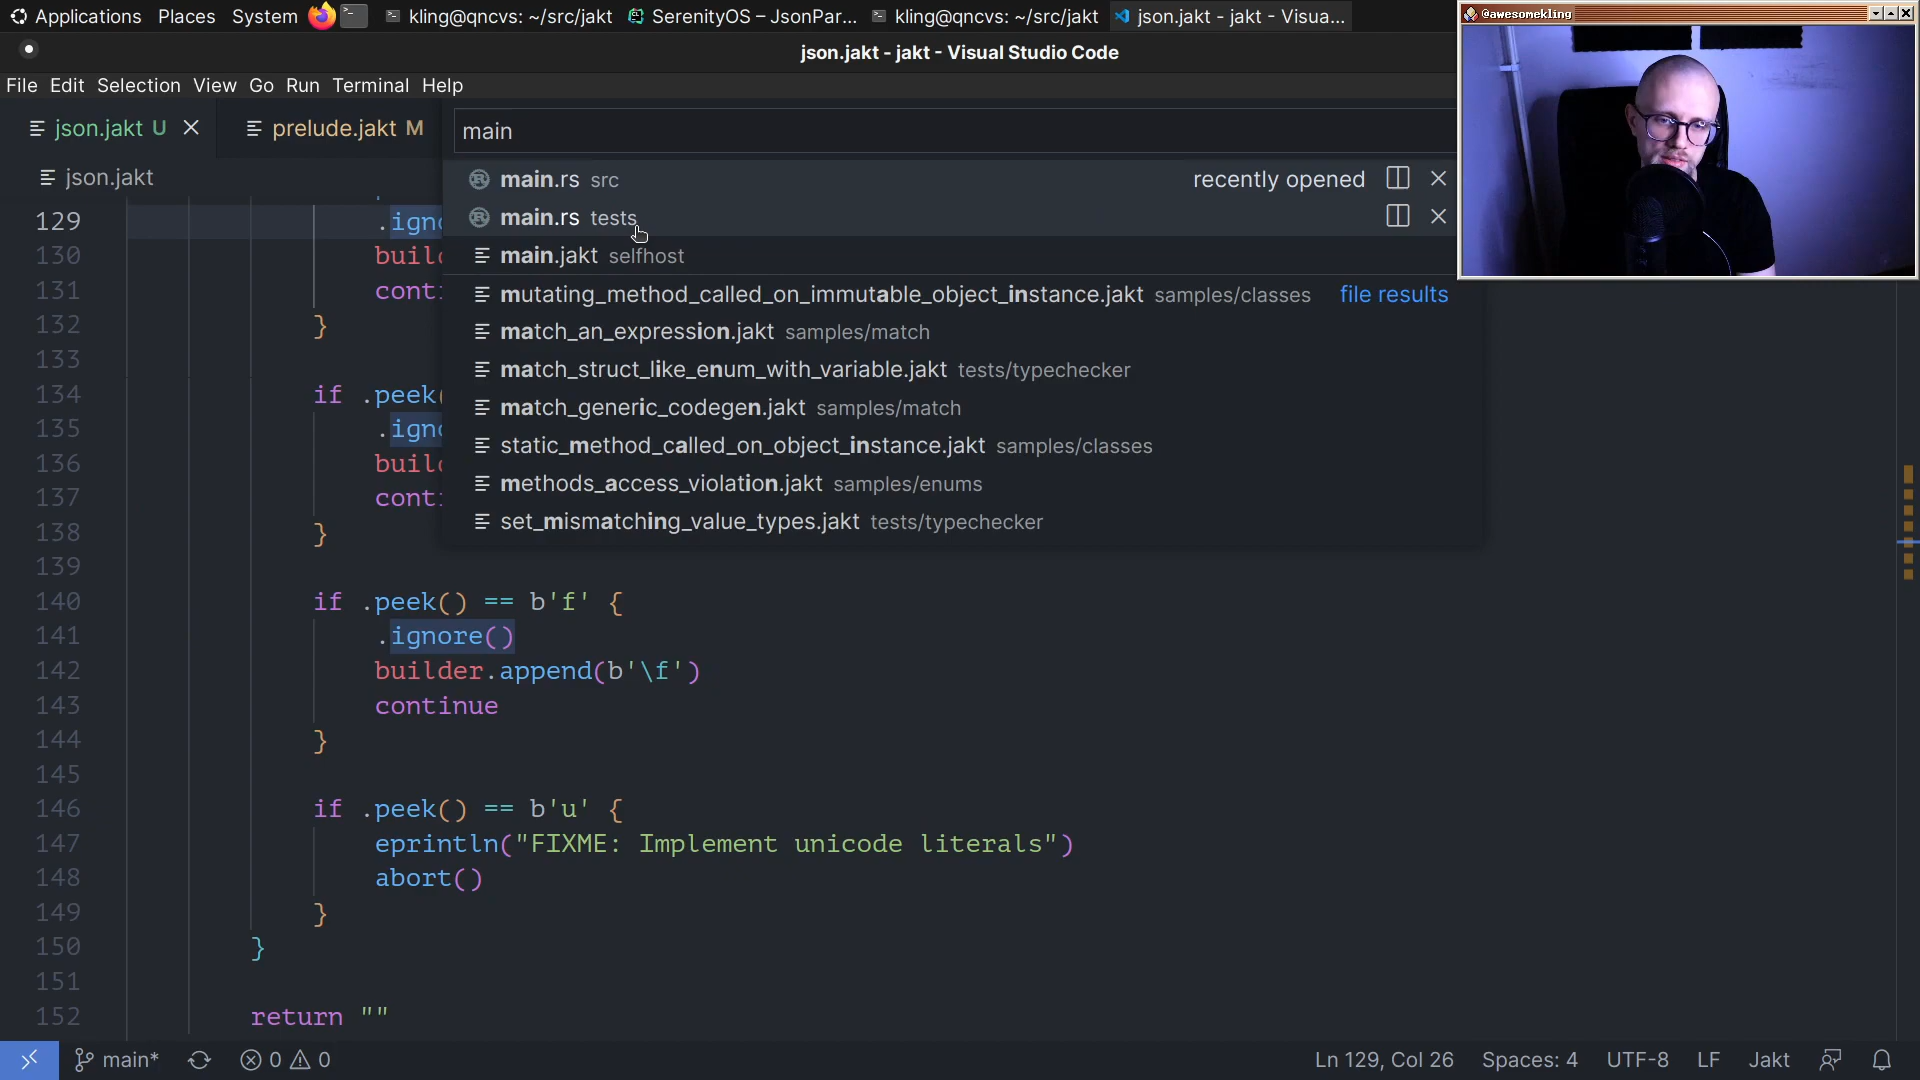 Applications Places System kling@qncvs: ~/src/jakt SerenityOS – JsonPar... kling@qncvs: ~/src/jakt json.jakt - jakt - Visua...
@awesomekling
json.jakt - jakt - Visual Studio Code
File Edit Selection View Go Run Terminal Help
json.jakt U prelude.jakt M
main
json.jakt
main.rs src recently opened
main.rs tests
main.jakt selfhost
mutating_method_called_on_immutable_object_instance.jakt samples/classes file results
match_an_expression.jakt samples/match
match_struct_like_enum_with_variable.jakt tests/typechecker
match_generic_codegen.jakt samples/match
static_method_called_on_object_instance.jakt samples/classes
methods_access_violation.jakt samples/enums
set_mismatching_value_types.jakt tests/typechecker
129 .igno
130 buil
131 cont
132 }
133
134 if .peek(
135 .igno
136 buil
137 cont
138 }
139
140 if .peek() == b'f' {
141 .ignore()
142 builder.append(b'\f')
143 continue
144 }
145
146 if .peek() == b'u' {
147 eprintln("FIXME: Implement unicode literals")
148 abort()
149 }
150 }
151
152 return ""
main* 0 0 Ln 129, Col 26 Spaces: 4 UTF-8 LF Jakt